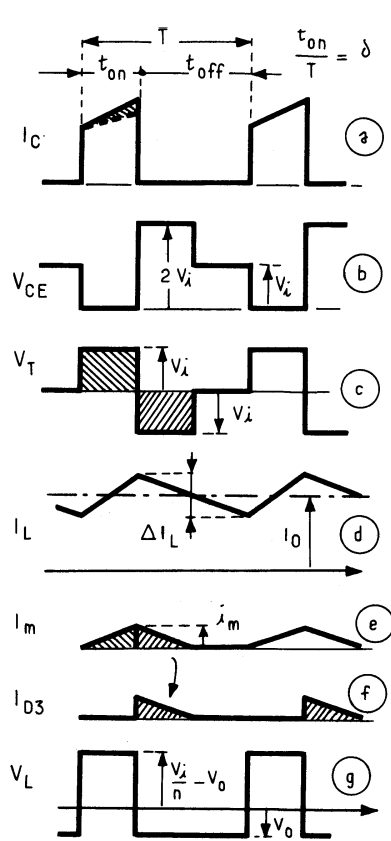 T
t_on / T = δ
t_on t_off
I_C
a
V_CE
2 V_i
V_i
b
V_T
V_i
V_i
c
I_L
ΔI_L
I_0
d
I_m
i_m
e
I_D3
f
V_L
V_i / n - V_0
V_0
g